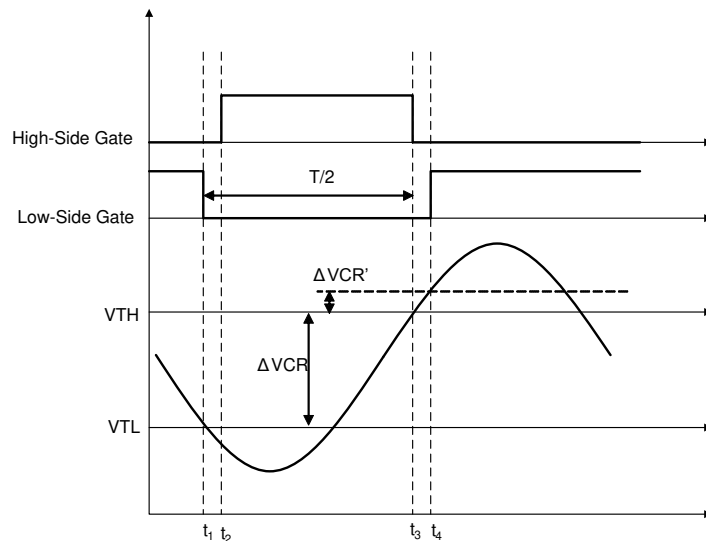 High-Side Gate
T/2
Low-Side Gate
ΔVCR'
VTH
ΔVCR
VTL
t1 t2 t3 t4